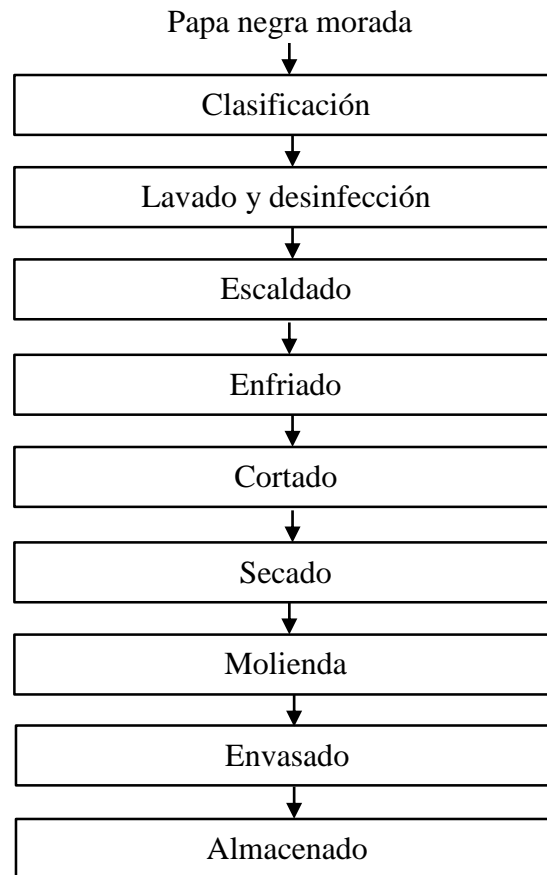 Papa negra morada
Clasificación
Lavado y desinfección
Escaldado
Enfriado
Cortado
Secado
Molienda
Envasado
Almacenado